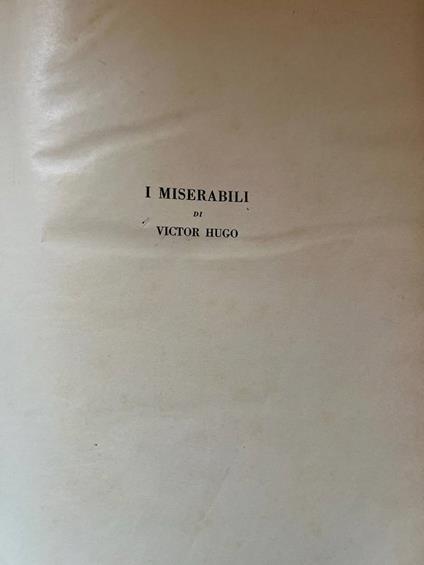 I MISERABILI
DI
VICTOR HUGO